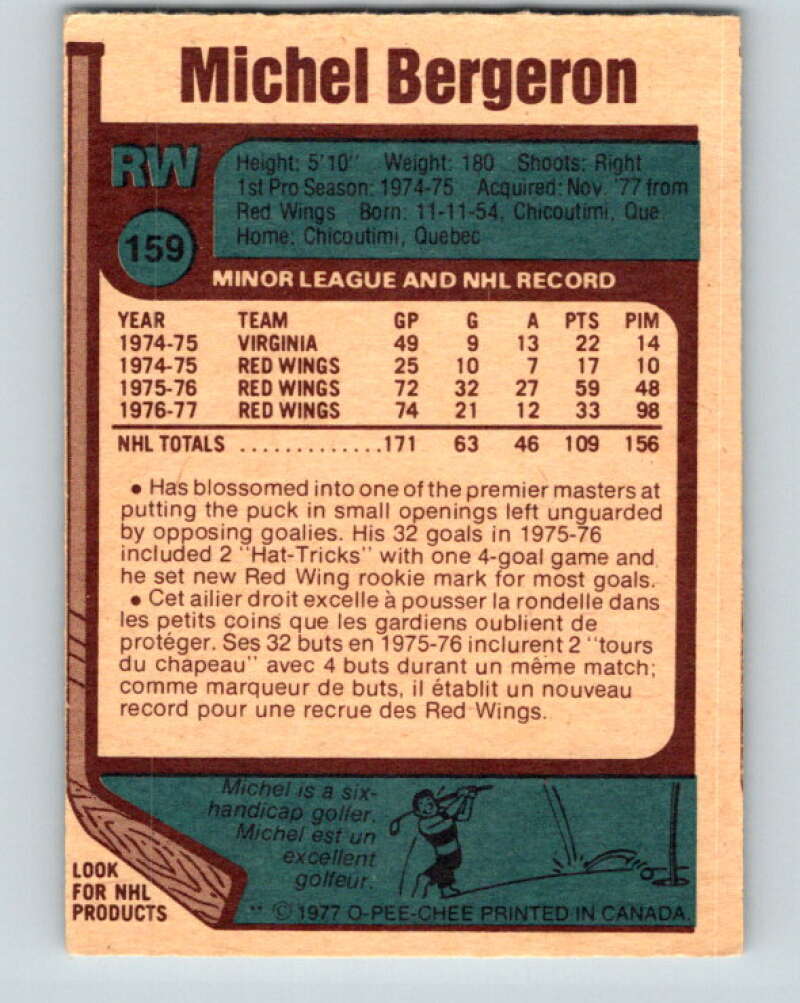 Michel Bergeron
RW
Height: 5'10" Weight: 180 Shoots: Right
1st Pro Season: 1974-75 Acquired: Nov. '77 from
Red Wings Born: 11-11-54, Chicoutimi, Que.
Home: Chicoutimi, Quebec
159
MINOR LEAGUE AND NHL RECORD
YEAR TEAM GP G A PTS PIM
1974-75 VIRGINIA 49 9 13 22 14
1974-75 RED WINGS 25 10 7 17 10
1975-76 RED WINGS 72 32 27 59 48
1976-77 RED WINGS 74 21 12 33 98
NHL TOTALS .............171 63 46 109 156
• Has blossomed into one of the premier masters at
putting the puck in small openings left unguarded
by opposing goalies. His 32 goals in 1975-76
included 2 "Hat-Tricks" with one 4-goal game and
he set new Red Wing rookie mark for most goals.
• Cet ailier droit excelle à pousser la rondelle dans
les petits coins que les gardiens oublient de
protéger. Ses 32 buts en 1975-76 inclurent 2 "tours
du chapeau" avec 4 buts durant un même match;
comme marqueur de buts, il établit un nouveau
record pour une recrue des Red Wings.
Michel is a six-
handicap golfer.
Michel est un
excellent
golfeur.
LOOK
FOR NHL
PRODUCTS
** © 1977 O-PEE-CHEE PRINTED IN CANADA.